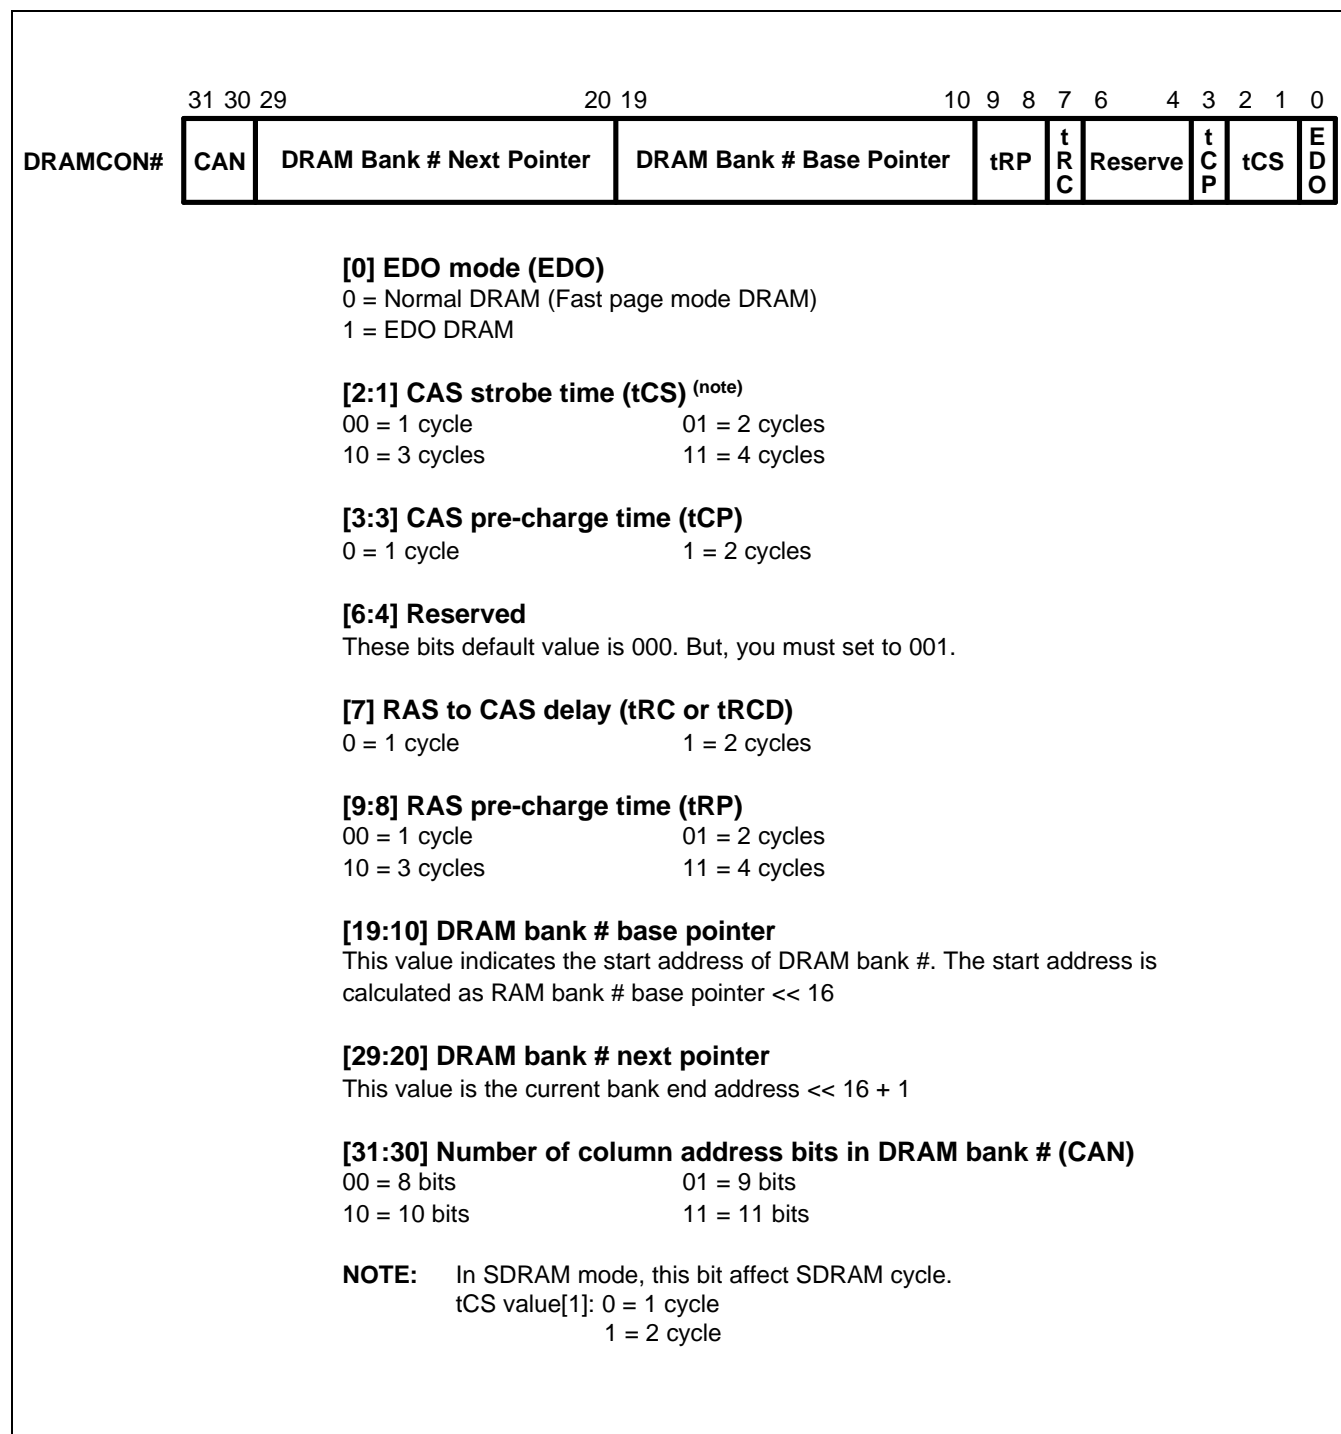 31 30 29 20 19 10 9 8 7 6 4 3 2 1 0
DRAMCON# CAN DRAM Bank # Next Pointer DRAM Bank # Base Pointer tRP tRC Reserve tCP tCS EDO
[0] EDO mode (EDO)
0 = Normal DRAM (Fast page mode DRAM)
1 = EDO DRAM
[2:1] CAS strobe time (tCS) (note)
00 = 1 cycle 01 = 2 cycles
10 = 3 cycles 11 = 4 cycles
[3:3] CAS pre-charge time (tCP)
0 = 1 cycle 1 = 2 cycles
[6:4] Reserved
These bits default value is 000. But, you must set to 001.
[7] RAS to CAS delay (tRC or tRCD)
0 = 1 cycle 1 = 2 cycles
[9:8] RAS pre-charge time (tRP)
00 = 1 cycle 01 = 2 cycles
10 = 3 cycles 11 = 4 cycles
[19:10] DRAM bank # base pointer
This value indicates the start address of DRAM bank #. The start address is
calculated as RAM bank # base pointer << 16
[29:20] DRAM bank # next pointer
This value is the current bank end address << 16 + 1
[31:30] Number of column address bits in DRAM bank # (CAN)
00 = 8 bits 01 = 9 bits
10 = 10 bits 11 = 11 bits
NOTE: In SDRAM mode, this bit affect SDRAM cycle.
tCS value[1]: 0 = 1 cycle
1 = 2 cycle